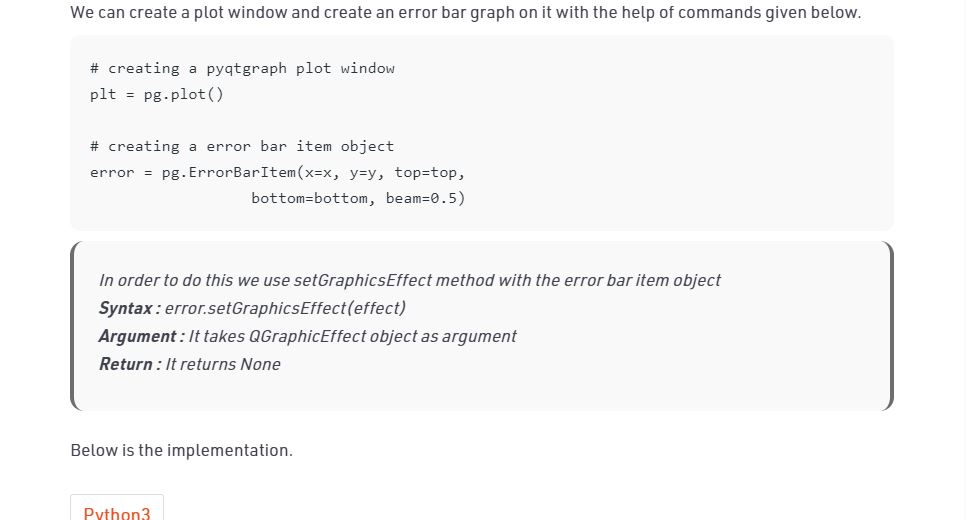 We can create a plot window and create an error bar graph on it with the help of commands given below.
# creating a pyqtgraph plot window
plt = pg.plot()
# creating a error bar item object
error = pg.ErrorBarItem(x=x, y=y, top=top,
bottom=bottom, beam=0.5)
In order to do this we use setGraphicsEffect method with the error bar item object
Syntax : error.setGraphicsEffect(effect)
Argument : It takes QGraphicEffect object as argument
Return : It returns None
Below is the implementation.
Python3